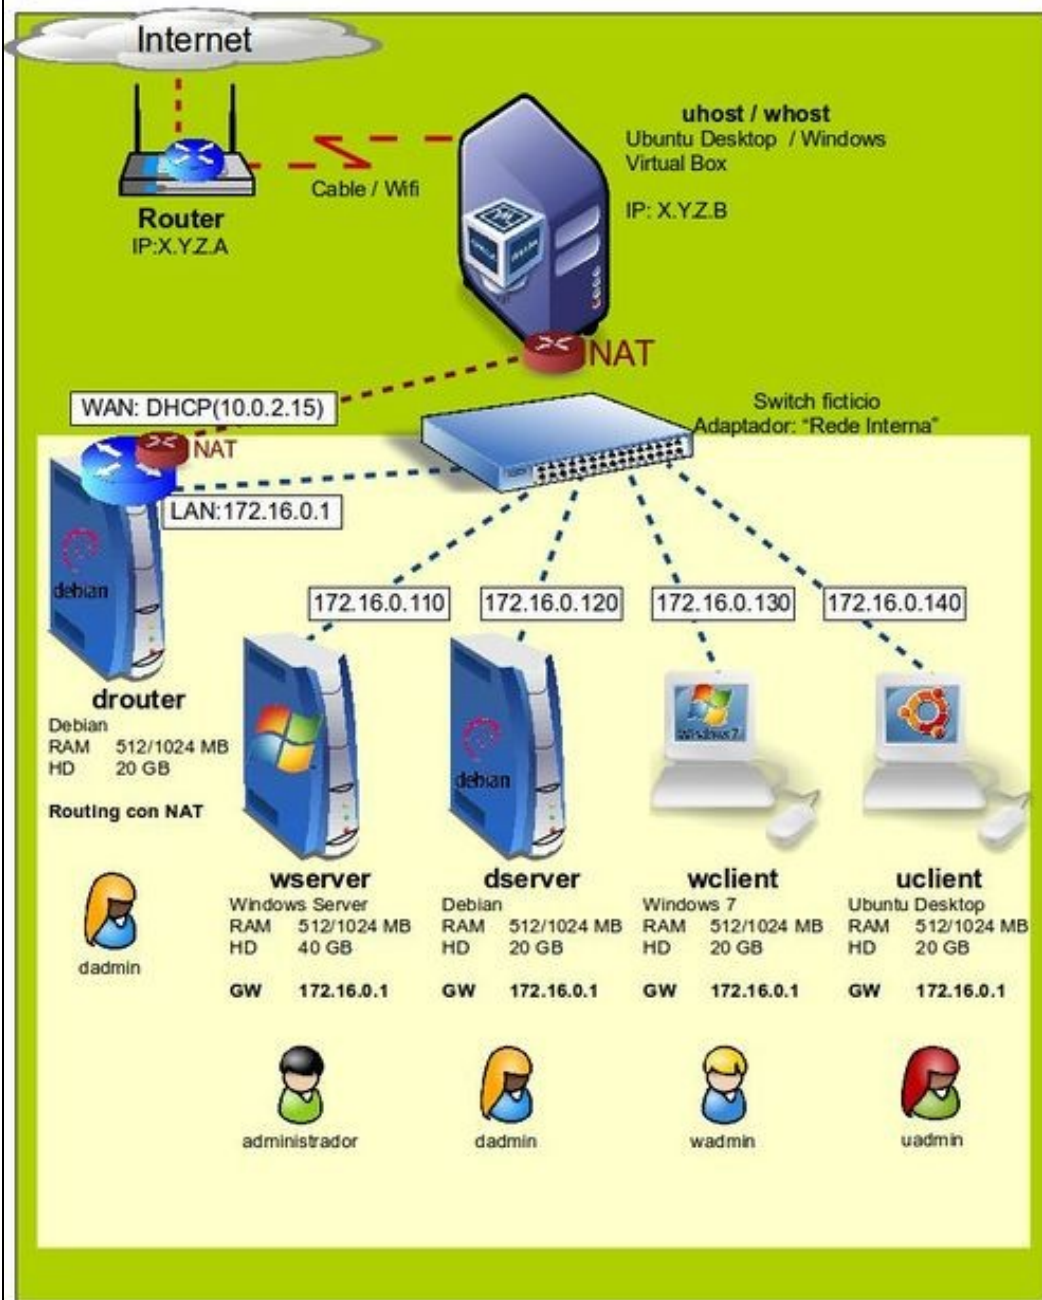 Internet
uhost / whost
Ubuntu Desktop / Windows
Virtual Box
IP: X.Y.Z.B
Cable / Wifi
Router
IP:X.Y.Z.A
NAT
WAN: DHCP(10.0.2.15)
Switch ficticio
Adaptador: "Rede Interna"
NAT
LAN:172.16.0.1
debian
172.16.0.110
172.16.0.120
172.16.0.130
172.16.0.140
drouter
Debian
RAM 512/1024 MB
HD 20 GB
Routing con NAT
dadmin
debian
Windows 7
wserver
Windows Server
RAM 512/1024 MB
HD 40 GB
GW 172.16.0.1
administrador
dserver
Debian
RAM 512/1024 MB
HD 20 GB
GW 172.16.0.1
dadmin
wclient
Windows 7
RAM 512/1024 MB
HD 20 GB
GW 172.16.0.1
wadmin
uclient
Ubuntu Desktop
RAM 512/1024 MB
HD 20 GB
GW 172.16.0.1
uadmin